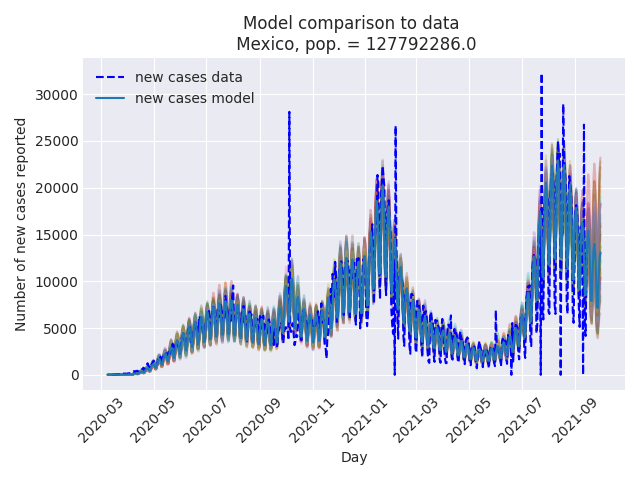 Model comparison to data
Mexico, pop. = 127792286.0
new cases data
new cases model
Number of new cases reported
30000
25000
20000
15000
10000
5000
0
2020-03
2020-05
2020-07
2020-09
2020-11
2021-01
2021-03
2021-05
2021-07
2021-09
Day